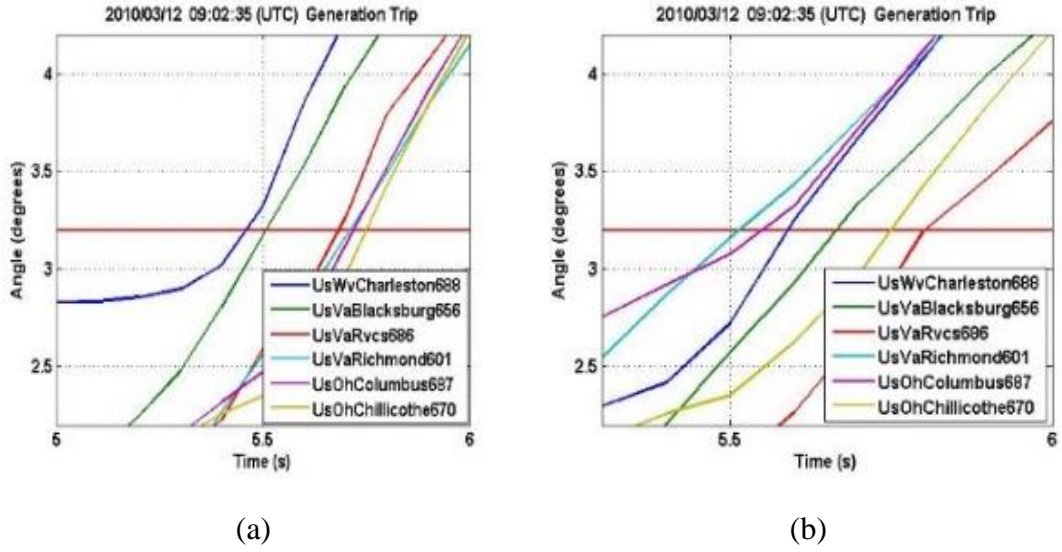 2010/03/12 09:02:35 (UTC) Generation Trip
4
3.5
3
2.5
5
5.5
6
Angle (degrees)
Time (s)
UsWvCharleston688
UsVaBlacksburg656
UsVaRvcs686
UsVaRichmond601
UsOhColumbus687
UsOhChillicothe670
(a)
2010/03/12 09:02:35 (UTC) Generation Trip
4
3.5
3
2.5
5.5
6
Angle (degrees)
Time (s)
UsWvCharleston688
UsVaBlacksburg656
UsVaRvcs686
UsVaRichmond601
UsOhColumbus687
UsOhChillicothe670
(b)